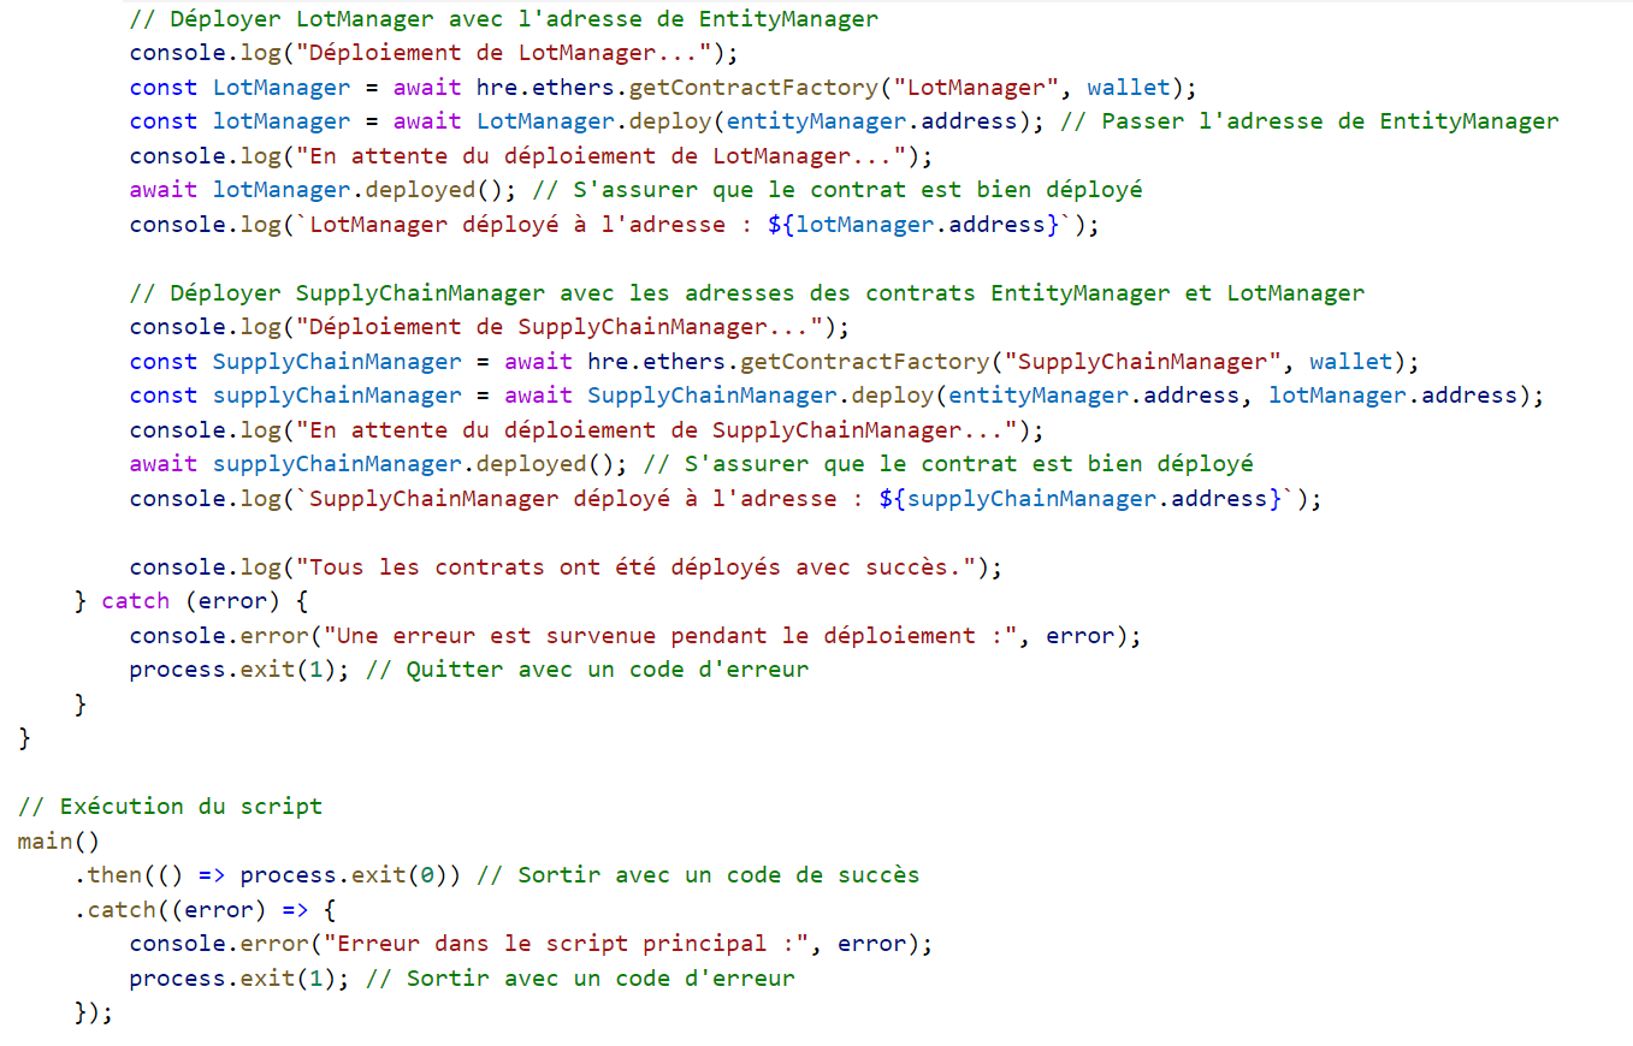 // Déployer LotManager avec l'adresse de EntityManager
console.log("Déploiement de LotManager...");
const LotManager = await hre.ethers.getContractFactory("LotManager", wallet);
const lotManager = await LotManager.deploy(entityManager.address); // Passer l'adresse de EntityManager
console.log("En attente du déploiement de LotManager...");
await lotManager.deployed(); // S'assurer que le contrat est bien déployé
console.log(`LotManager déployé à l'adresse : ${lotManager.address}`);
// Déployer SupplyChainManager avec les adresses des contrats EntityManager et LotManager
console.log("Déploiement de SupplyChainManager...");
const SupplyChainManager = await hre.ethers.getContractFactory("SupplyChainManager", wallet);
const supplyChainManager = await SupplyChainManager.deploy(entityManager.address, lotManager.address);
console.log("En attente du déploiement de SupplyChainManager...");
await supplyChainManager.deployed(); // S'assurer que le contrat est bien déployé
console.log(`SupplyChainManager déployé à l'adresse : ${supplyChainManager.address}`);
console.log("Tous les contrats ont été déployés avec succès.");
} catch (error) {
console.error("Une erreur est survenue pendant le déploiement :", error);
process.exit(1); // Quitter avec un code d'erreur
}
}
// Exécution du script
main()
.then(() => process.exit(0)) // Sortir avec un code de succès
.catch((error) => {
console.error("Erreur dans le script principal :", error);
process.exit(1); // Sortir avec un code d'erreur
});